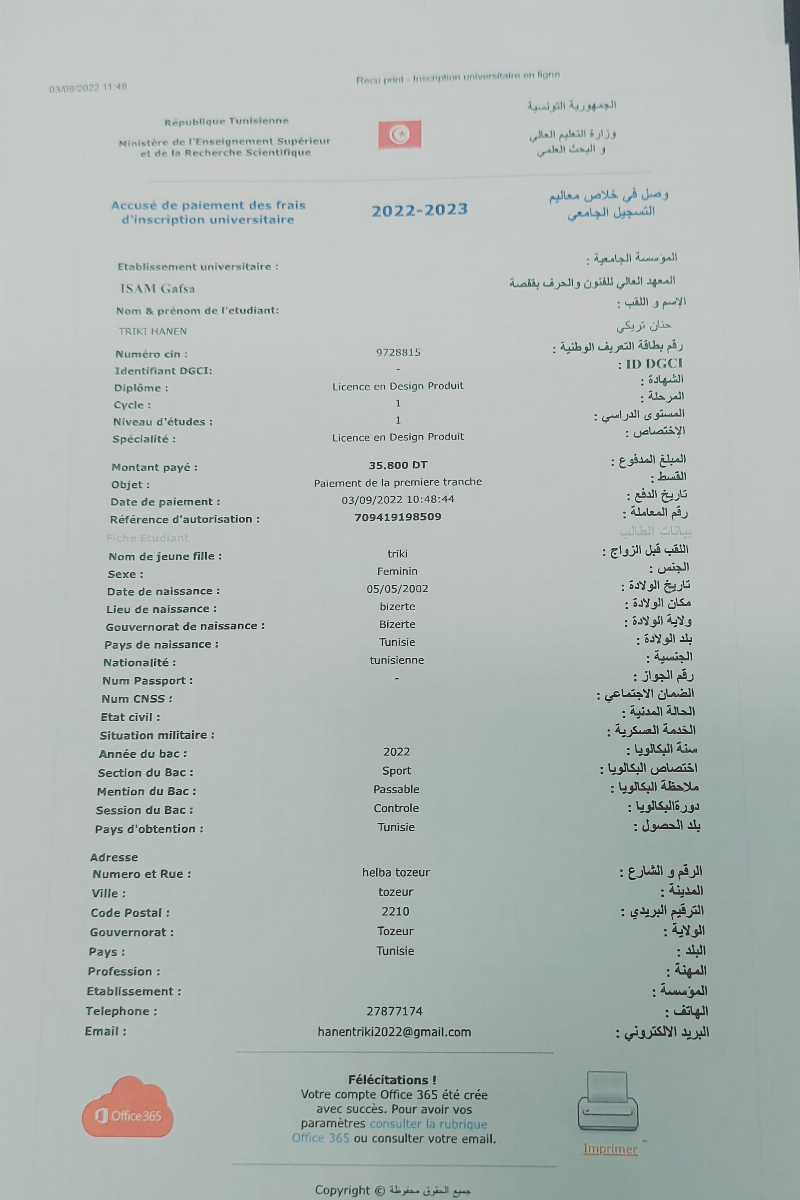 03/09/2022 11:49
Recu print - Inscription universitaire en ligne
République Tunisienne
Ministère de l'Enseignement Supérieur
et de la Recherche Scientifique
الجمهورية التونسية
وزارة التعليم العالي
و البحث العلمي
Accusé de paiement des frais
d'inscription universitaire
2022-2023
وصل في خلاص معاليم
التسجيل الجامعي
Etablissement universitaire :
المؤسسة الجامعية :
ISAM Gafsa
المعهد العالي للفنون والحرف بقفصة
Nom & prénom de l'etudiant:
الإسم و اللقب :
TRIKI HANEN
حنان تريكي
Numéro cin : 9728815 رقم بطاقة التعريف الوطنية :
Identifiant DGCI: - ID DGCI :
Diplôme : Licence en Design Produit الشهادة :
Cycle : 1 المرحلة :
Niveau d'études : 1 المستوى الدراسي :
Spécialité : Licence en Design Produit الإختصاص :
Montant payé : 35.800 DT المبلغ المدفوع :
Objet : Paiement de la premiere tranche القسط :
Date de paiement : 03/09/2022 10:48:44 تاريخ الدفع :
Référence d'autorisation : 709419198509 رقم المعاملة :
Fiche Etudiant بيانات الطالب
Nom de jeune fille : triki اللقب قبل الزواج :
Sexe : Feminin الجنس :
Date de naissance : 05/05/2002 تاريخ الولادة :
Lieu de naissance : bizerte مكان الولادة :
Gouvernorat de naissance : Bizerte ولاية الولادة :
Pays de naissance : Tunisie بلد الولادة :
Nationalité : tunisienne الجنسية :
Num Passport : - رقم الجواز :
Num CNSS : الضمان الاجتماعي :
Etat civil : الحالة المدنية :
Situation militaire : الخدمة العسكرية :
Année du bac : 2022 سنة البكالويا :
Section du Bac : Sport اختصاص البكالويا :
Mention du Bac : Passable ملاحظة البكالويا :
Session du Bac : Controle دورةالبكالويا :
Pays d'obtention : Tunisie بلد الحصول :
Adresse
Numero et Rue : helba tozeur الرقم و الشارع :
Ville : tozeur المدينة :
Code Postal : 2210 الترقيم البريدي :
Gouvernorat : Tozeur الولاية :
Pays : Tunisie البلد :
Profession : المهنة :
Etablissement : المؤسسة :
Telephone : 27877174 الهاتف :
Email : hanentriki2022@gmail.com البريد الالكتروني :
Office 365
Félécitations !
Votre compte Office 365 été crée
avec succès. Pour avoir vos
paramètres consulter la rubrique
Office 365 ou consulter votre email.
Imprimer
Copyright © جميع الحقوق محفوظة